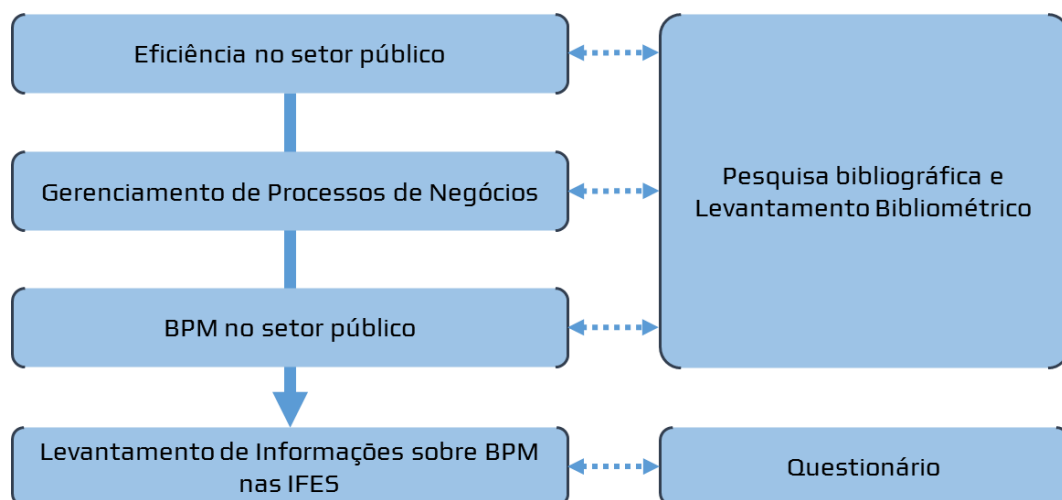 Eficiência no setor público
Gerenciamento de Processos de Negócios
Pesquisa bibliográfica e
Levantamento Bibliométrico
BPM no setor público
Levantamento de Informações sobre BPM
nas IFES
Questionário